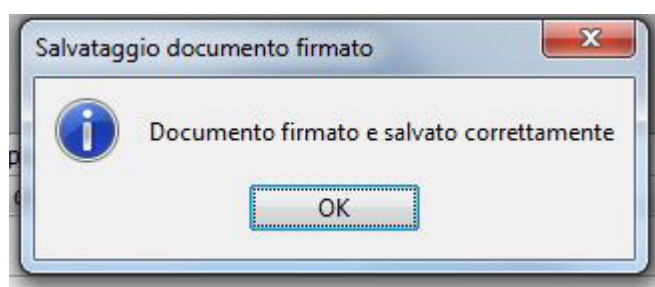 Salvataggio documento firmato
Documento firmato e salvato correttamente
OK